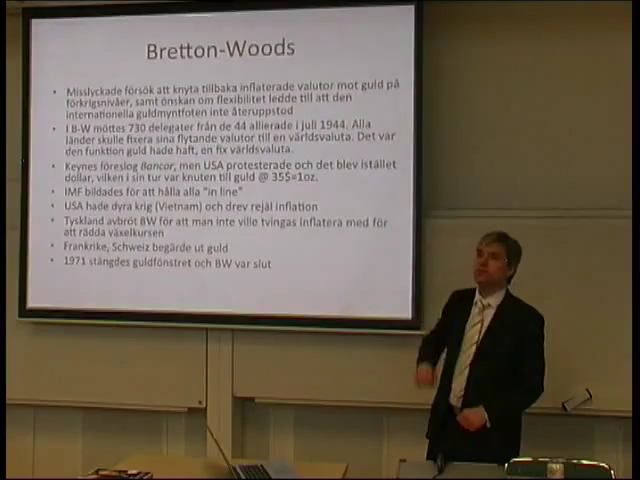 Bretton-Woods
• Misslyckade försök att knyta tillbaka inflaterade valutor mot guld på
förkrigsnivåer, samt önskan om flexibilitet ledde till att den
internationella guldmyntfoten inte återuppstod
• I B-W möttes 730 delegater från de 44 allierade i juli 1944. Alla
länder skulle fixera sina flytande valutor till en världsvaluta. Det var
den funktion guld hade haft, en fix världsvaluta.
• Keynes föreslog Bancor, men USA protesterade och det blev istället
dollar, vilken i sin tur var knuten till guld @ 35$=1oz.
• IMF bildades för att hålla alla "in line"
• USA hade dyra krig (Vietnam) och drev rejäl inflation
• Tyskland avbröt BW för att man inte ville tvingas inflatera med för
att rädda växelkursen
• Frankrike, Schweiz begärde ut guld
• 1971 stängdes guldfönstret och BW var slut